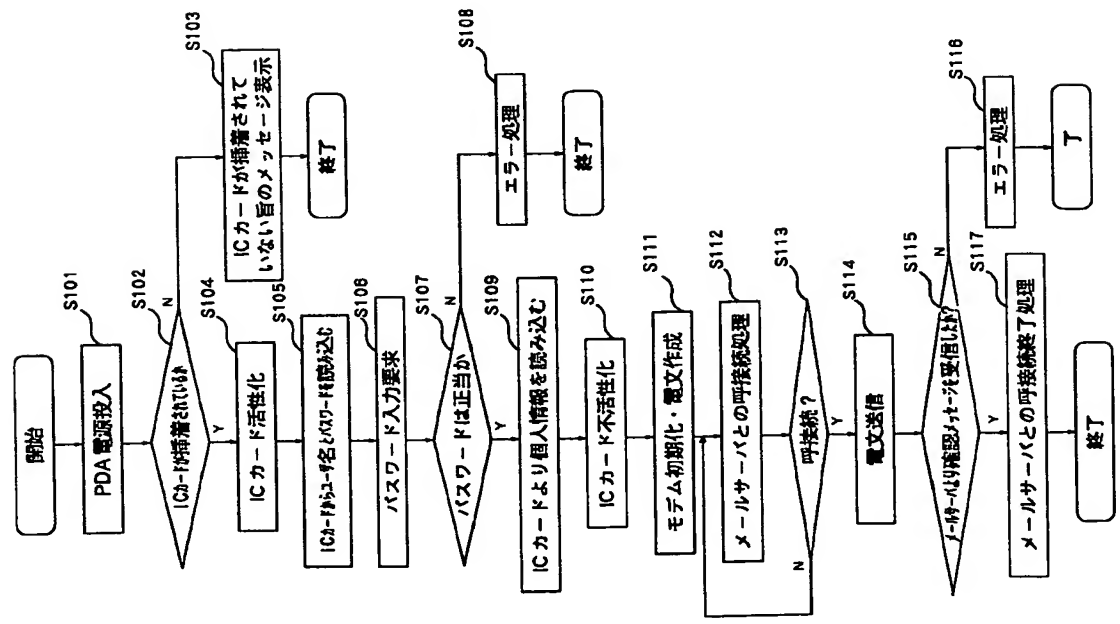 開始
S101
PDA電源投入
S102
ICカードが挿着されているか
N
S103
ICカードが挿着されて
いない旨のメッセージ表示
終了
Y
S104
ICカード活性化
S105
ICカードからユーザ名とパスワードを読み込む
S106
パスワード入力要求
S107
パスワードは正当か
N
S108
エラー処理
終了
Y
S109
ICカードより個人情報を読み込む
S110
ICカード不活性化
S111
モデム初期化・電文作成
S112
メールサーバとの呼接続処理
S113
呼接続？
N
Y
S114
電文送信
S115
メールサーバより確認メッセージを受信したか?
N
S116
エラー処理
了
Y
S117
メールサーバとの呼接続終了処理
終了